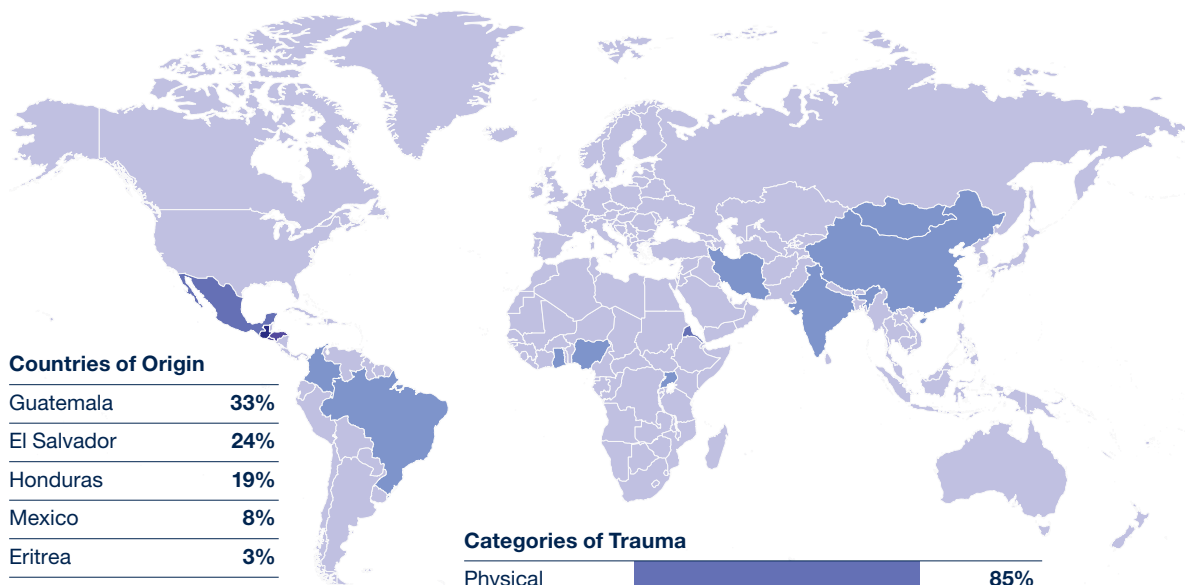 Countries of Origin
Guatemala 33%
El Salvador 24%
Honduras 19%
Mexico 8%
Eritrea 3%
Categories of Trauma
Physical 85%